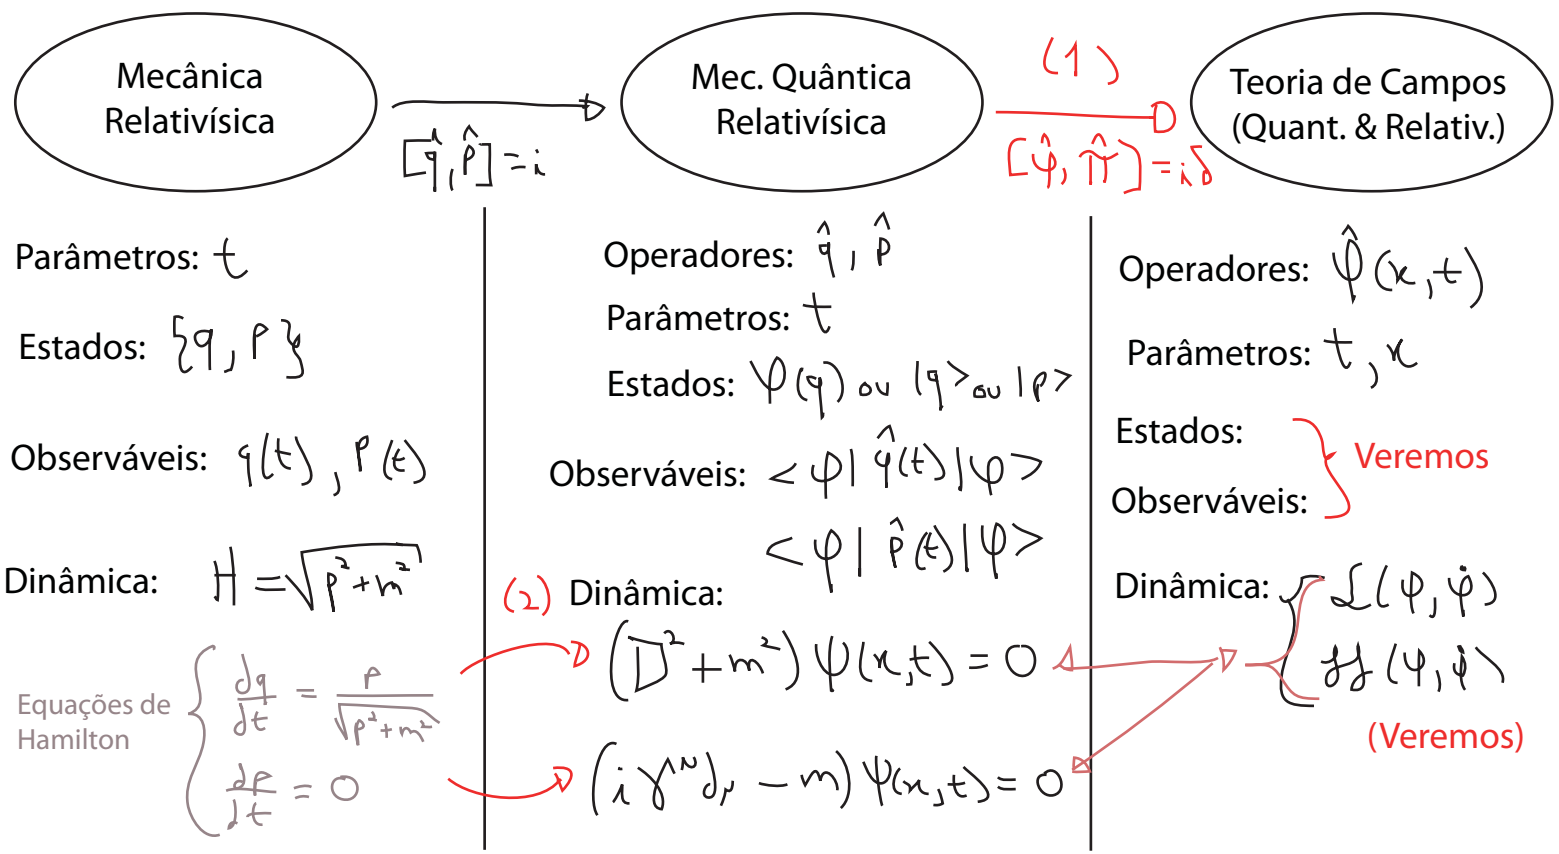 Mecânica
Relativísica
[q̂, p̂] = i
Mec. Quântica
Relativísica
(1)
[φ̂, π̂] = iδ
Teoria de Campos
(Quant. & Relativ.)
Parâmetros: t
Estados: {q, p}
Observáveis: q(t), p(t)
Dinâmica: H = √(p² + m²)
Equações de
Hamilton
dq/dt = p/√(p² + m²)
dp/dt = 0
Operadores: q̂, p̂
Parâmetros: t
Estados: ψ(q) ou |q> ou |p>
Observáveis: <φ| q̂(t) |φ>
<φ| p̂(t) |φ>
(2) Dinâmica:
(□² + m²) ψ(x,t) = 0
(i γ^μ ∂_μ − m) ψ(x,t) = 0
Operadores: φ̂(x,t)
Parâmetros: t, x
Estados:
Observáveis:
Veremos
Dinâmica: ℒ(φ, φ̇)
ℋ(φ, φ̇)
(Veremos)